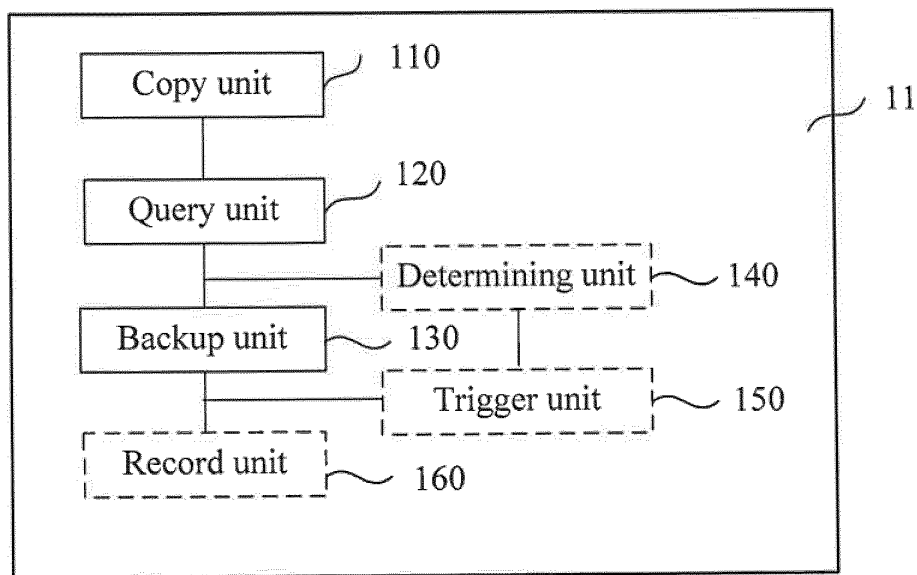 Copy unit 110
11
Query unit 120
Determining unit 140
Backup unit 130
Trigger unit 150
Record unit 160